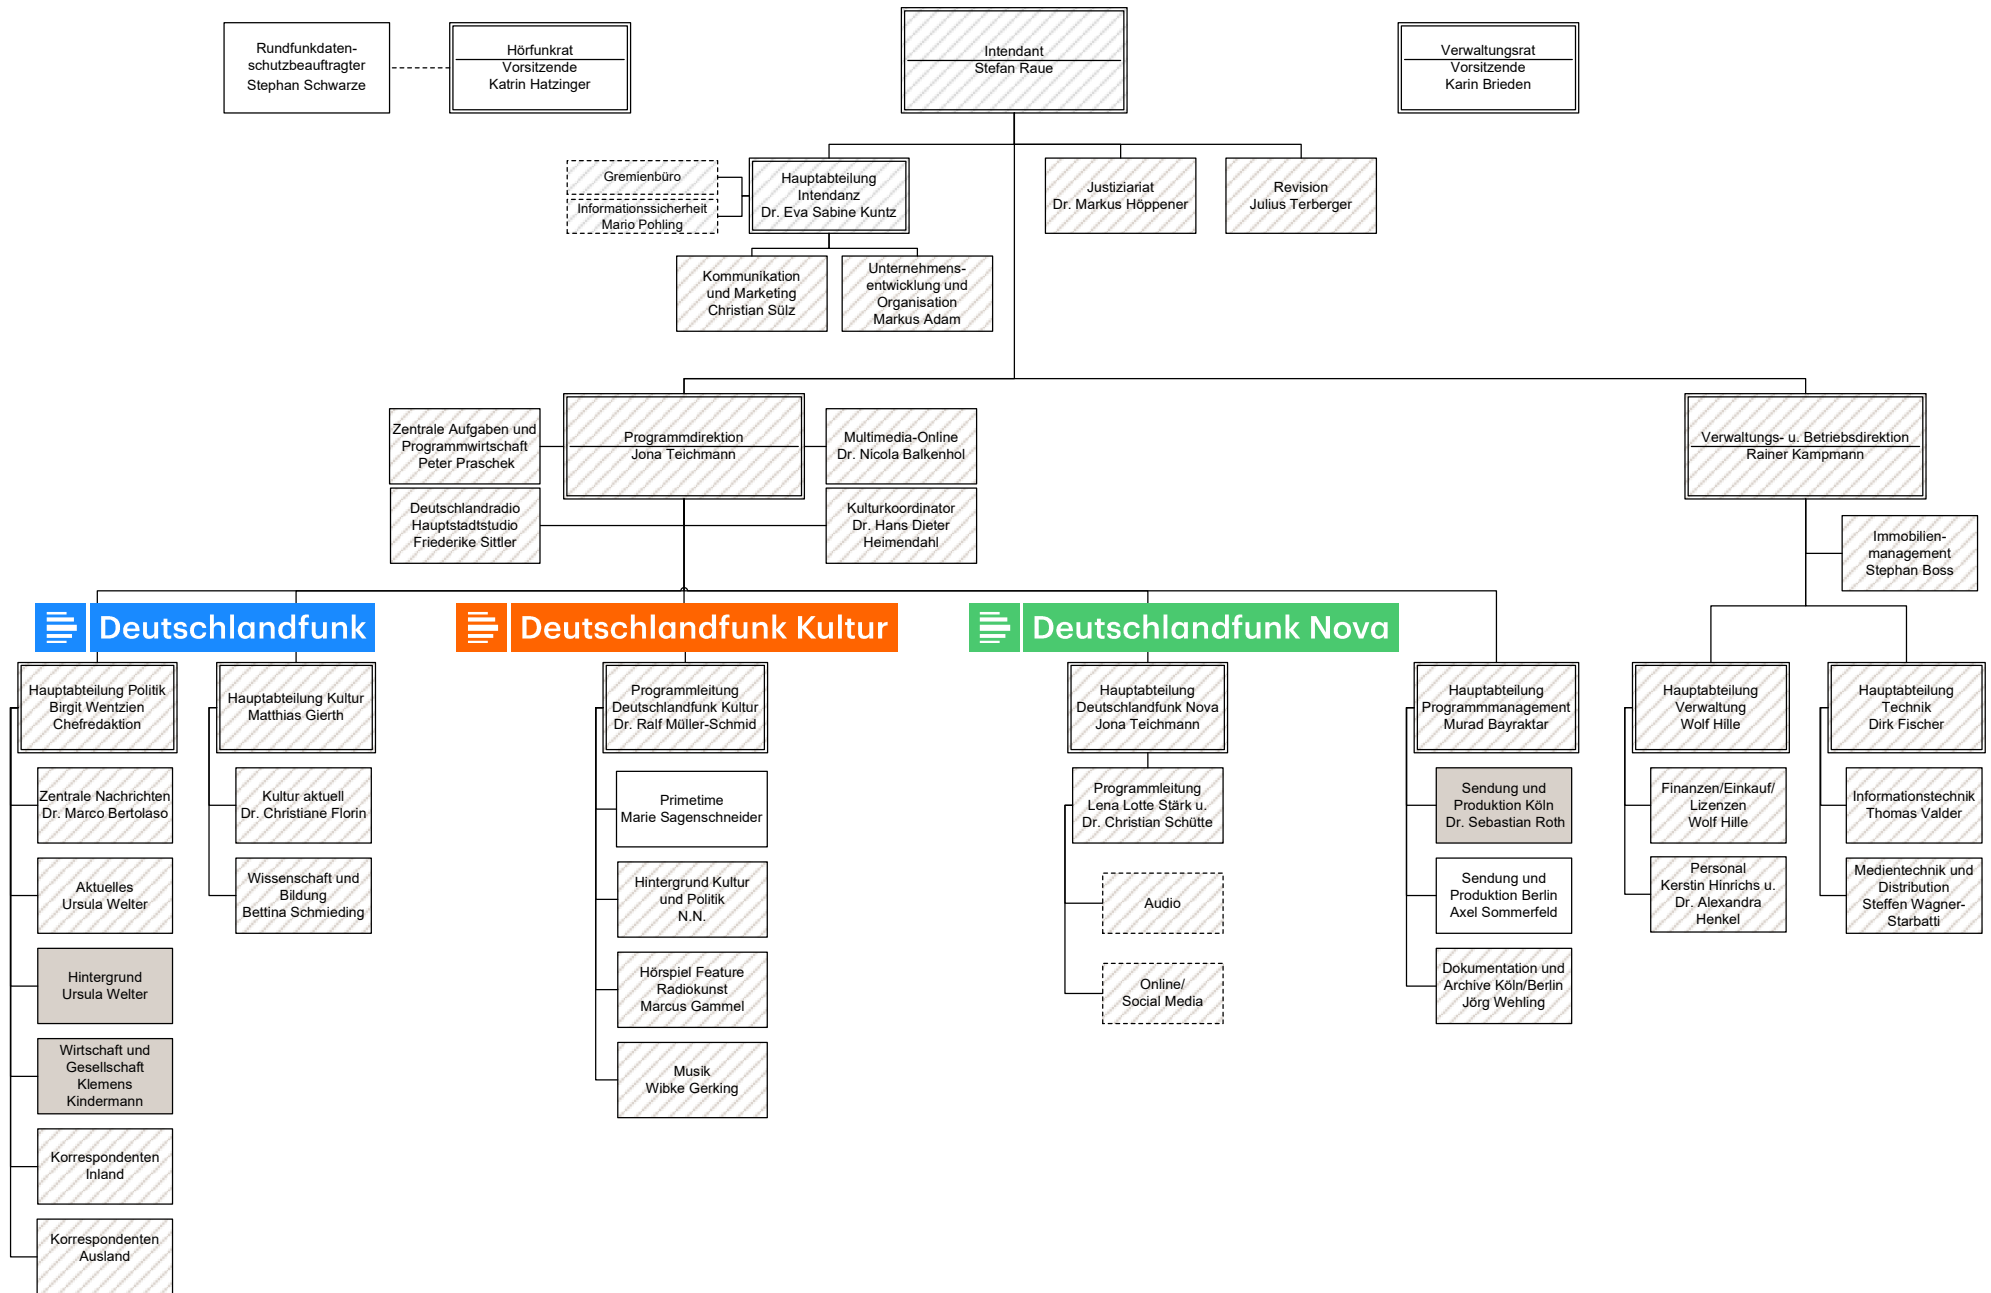 Rundfunkdaten-
schutzbeauftragter
Stephan Schwarze
Hörfunkrat
Vorsitzende
Katrin Hatzinger
Intendant
Stefan Raue
Verwaltungsrat
Vorsitzende
Karin Brieden
Gremienbüro
Informationssicherheit
Mario Pohling
Hauptabteilung
Intendanz
Dr. Eva Sabine Kuntz
Justiziariat
Dr. Markus Höppener
Revision
Julius Terberger
Kommunikation
und Marketing
Christian Sülz
Unternehmens-
entwicklung und
Organisation
Markus Adam
Zentrale Aufgaben und
Programmwirtschaft
Peter Praschek
Programmdirektion
Jona Teichmann
Multimedia-Online
Dr. Nicola Balkenhol
Verwaltungs- u. Betriebsdirektion
Rainer Kampmann
Deutschlandradio
Hauptstadtstudio
Friederike Sittler
Kulturkoordinator
Dr. Hans Dieter
Heimendahl
Immobilien-
management
Stephan Boss
Deutschlandfunk
Deutschlandfunk Kultur
Deutschlandfunk Nova
Hauptabteilung Politik
Birgit Wentzien
Chefredaktion
Hauptabteilung Kultur
Matthias Gierth
Programmleitung
Deutschlandfunk Kultur
Dr. Ralf Müller-Schmid
Hauptabteilung
Deutschlandfunk Nova
Jona Teichmann
Hauptabteilung
Programmmanagement
Murad Bayraktar
Hauptabteilung
Verwaltung
Wolf Hille
Hauptabteilung
Technik
Dirk Fischer
Zentrale Nachrichten
Dr. Marco Bertolaso
Kultur aktuell
Dr. Christiane Florin
Primetime
Marie Sagenschneider
Programmleitung
Lena Lotte Stärk u.
Dr. Christian Schütte
Sendung und
Produktion Köln
Dr. Sebastian Roth
Finanzen/Einkauf/
Lizenzen
Wolf Hille
Informationstechnik
Thomas Valder
Aktuelles
Ursula Welter
Wissenschaft und
Bildung
Bettina Schmieding
Hintergrund Kultur
und Politik
N.N.
Audio
Sendung und
Produktion Berlin
Axel Sommerfeld
Personal
Kerstin Hinrichs u.
Dr. Alexandra
Henkel
Medientechnik und
Distribution
Steffen Wagner-
Starbatti
Hintergrund
Ursula Welter
Hörspiel Feature
Radiokunst
Marcus Gammel
Online/
Social Media
Dokumentation und
Archive Köln/Berlin
Jörg Wehling
Wirtschaft und
Gesellschaft
Klemens
Kindermann
Musik
Wibke Gerking
Korrespondenten
Inland
Korrespondenten
Ausland